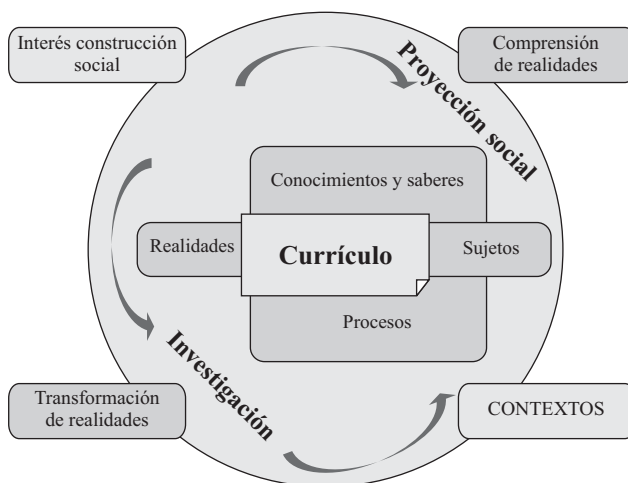 Interés construcción
social
Comprensión
de realidades
Proyección social
Conocimientos y saberes
Realidades
Currículo
Sujetos
Procesos
Investigación
Transformación
de realidades
CONTEXTOS